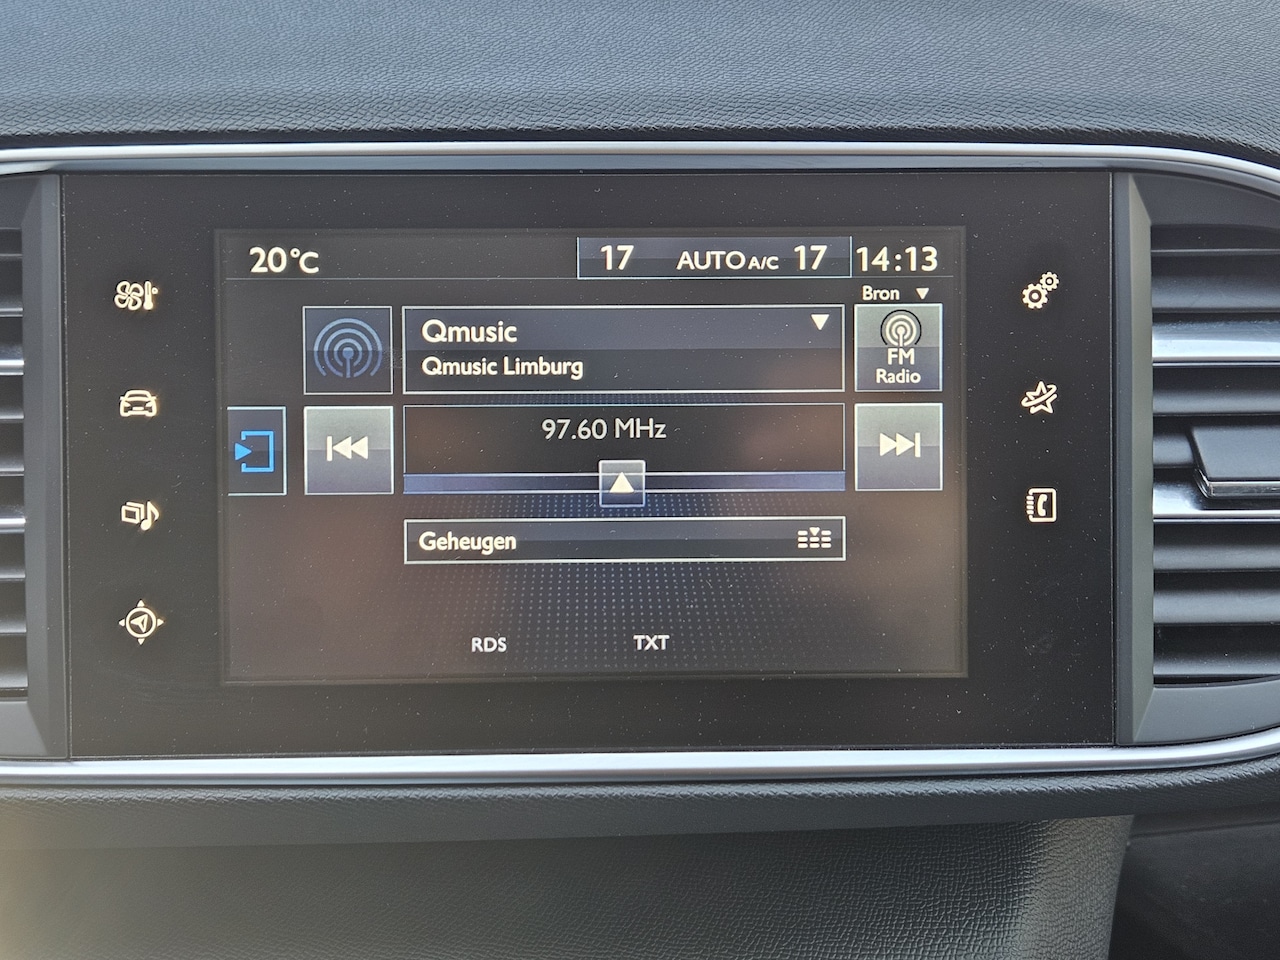 20°C 17 AUTO A/C 17 14:13
Bron
Qmusic
Qmusic Limburg
FM
Radio
97.60 MHz
Geheugen
RDS TXT